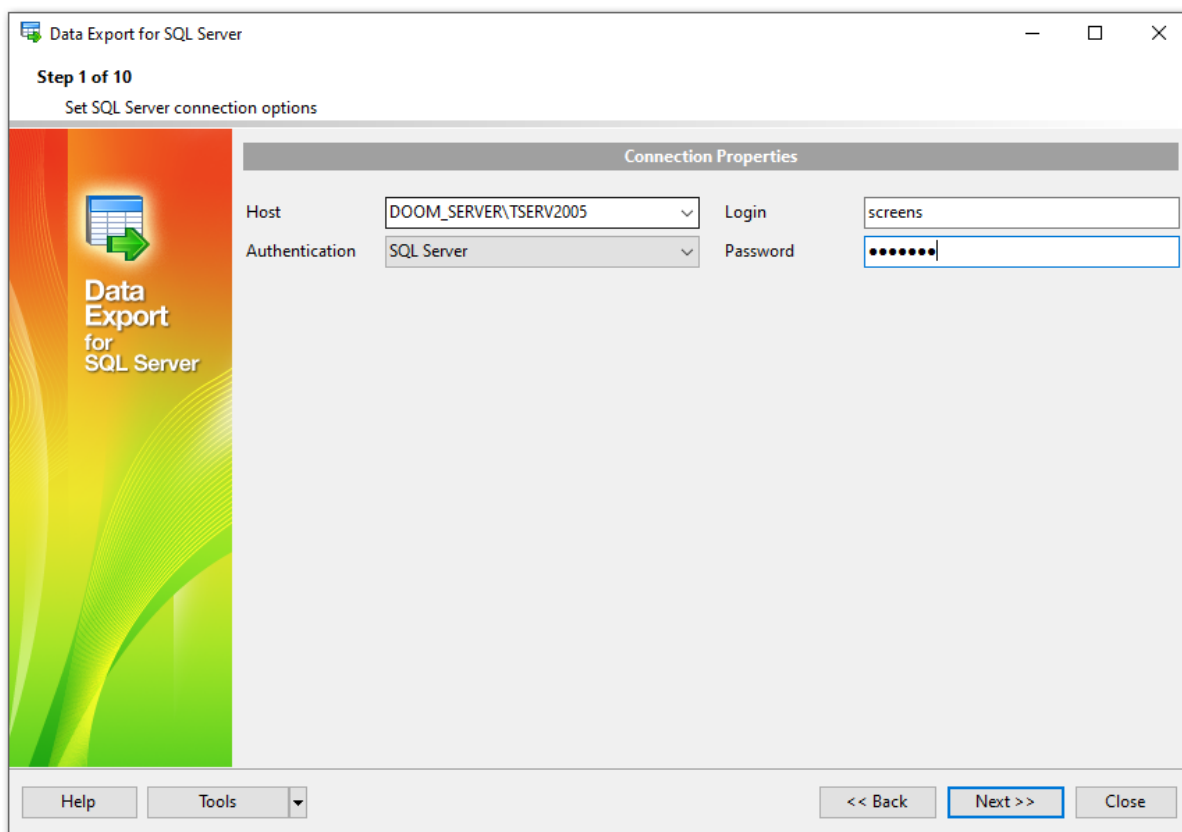 Data Export for SQL Server
Step 1 of 10
Set SQL Server connection options
Data
Export
for
SQL Server
Connection Properties
Host DOOM_SERVER\TSERV2005 Login screens
Authentication SQL Server Password •••••••
Help Tools << Back Next >> Close